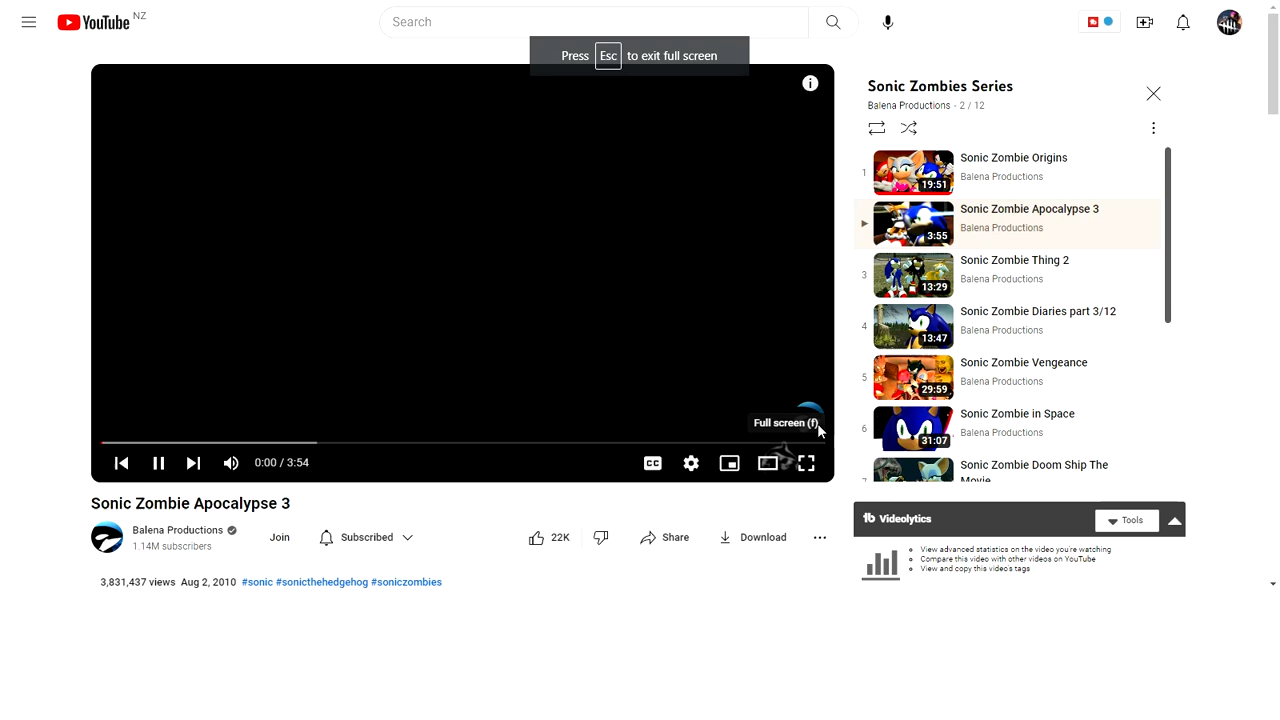 YouTube NZ
Search
Press Esc to exit full screen
Full screen (f)
0:00 / 3:54
CC
Sonic Zombie Apocalypse 3
Balena Productions
1.14M subscribers
Join
Subscribed
22K
Share
Download
3,831,437 views Aug 2, 2010 #sonic #sonicthehedgehog #soniczombies
Sonic Zombies Series
Balena Productions - 2 / 12
1
19:51
Sonic Zombie Origins
Balena Productions
3:55
Sonic Zombie Apocalypse 3
Balena Productions
3
13:29
Sonic Zombie Thing 2
Balena Productions
4
13:47
Sonic Zombie Diaries part 3/12
Balena Productions
5
29:59
Sonic Zombie Vengeance
Balena Productions
6
31:07
Sonic Zombie in Space
Balena Productions
Sonic Zombie Doom Ship The
Movie
tb Videolytics
Tools
View advanced statistics on the video you're watching
Compare this video with other videos on YouTube
View and copy this video's tags